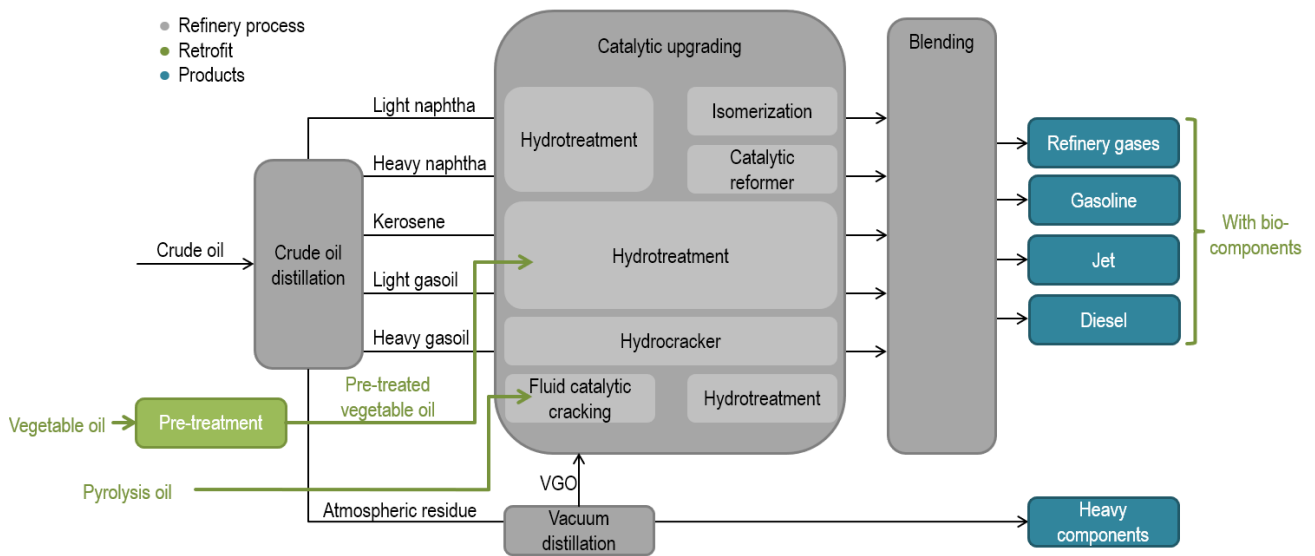 Refinery process
Retrofit
Products
Catalytic upgrading
Blending
Light naphtha
Hydrotreatment
Isomerization
Heavy naphtha
Catalytic
reformer
Refinery gases
Gasoline
Kerosene
Crude oil
Crude oil
distillation
Hydrotreatment
Jet
With bio-
components
Light gasoil
Diesel
Heavy gasoil
Hydrocracker
Pre-treated
vegetable oil
Fluid catalytic
cracking
Hydrotreatment
Vegetable oil
Pre-treatment
Pyrolysis oil
VGO
Atmospheric residue
Vacuum
distillation
Heavy
components